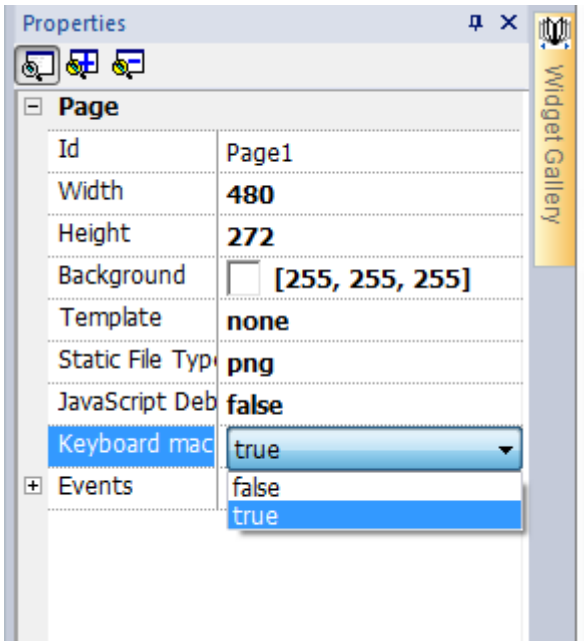 Properties
Page
Id Page1
Width 480
Height 272
Background [255, 255, 255]
Template none
Static File Typ png
JavaScript Deb false
Keyboard mac true
Events false
true
Widget Gallery